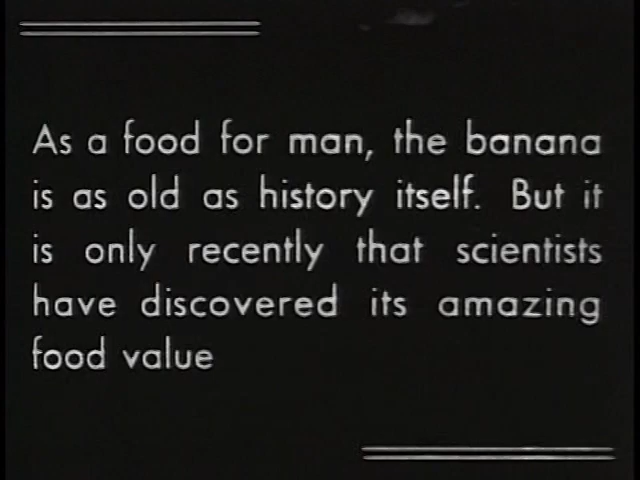 As a food for man, the banana
is as old as history itself. But it
is only recently that scientists
have discovered its amazing
food value